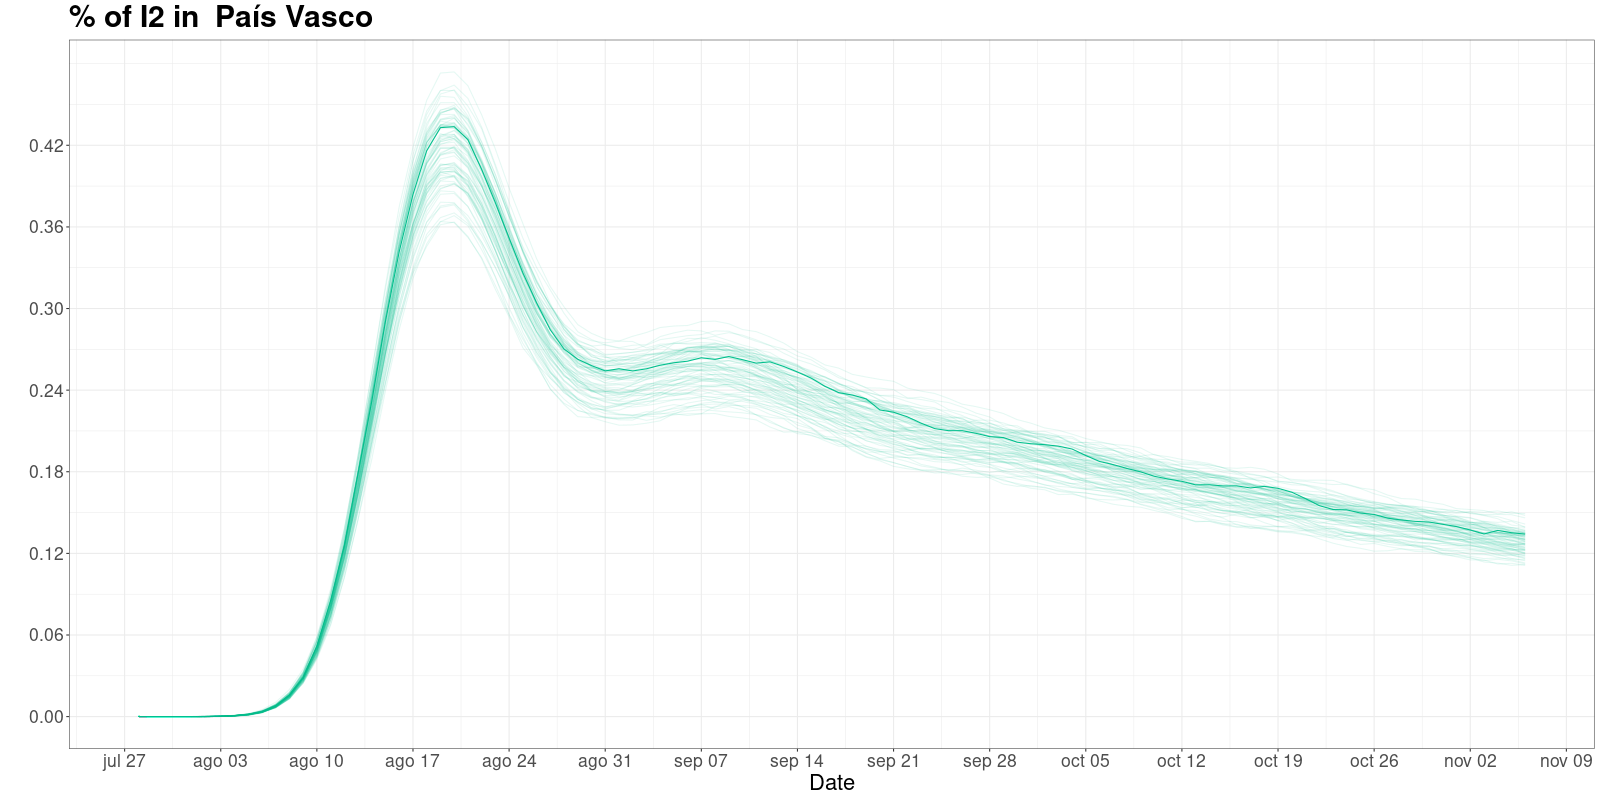 % of I2 in  País Vasco
0.42
0.36
0.30
0.24
0.18
0.12
0.06
0.00
jul 27 ago 03 ago 10 ago 17 ago 24 ago 31 sep 07 sep 14 sep 21 sep 28 oct 05 oct 12 oct 19 oct 26 nov 02 nov 09
Date